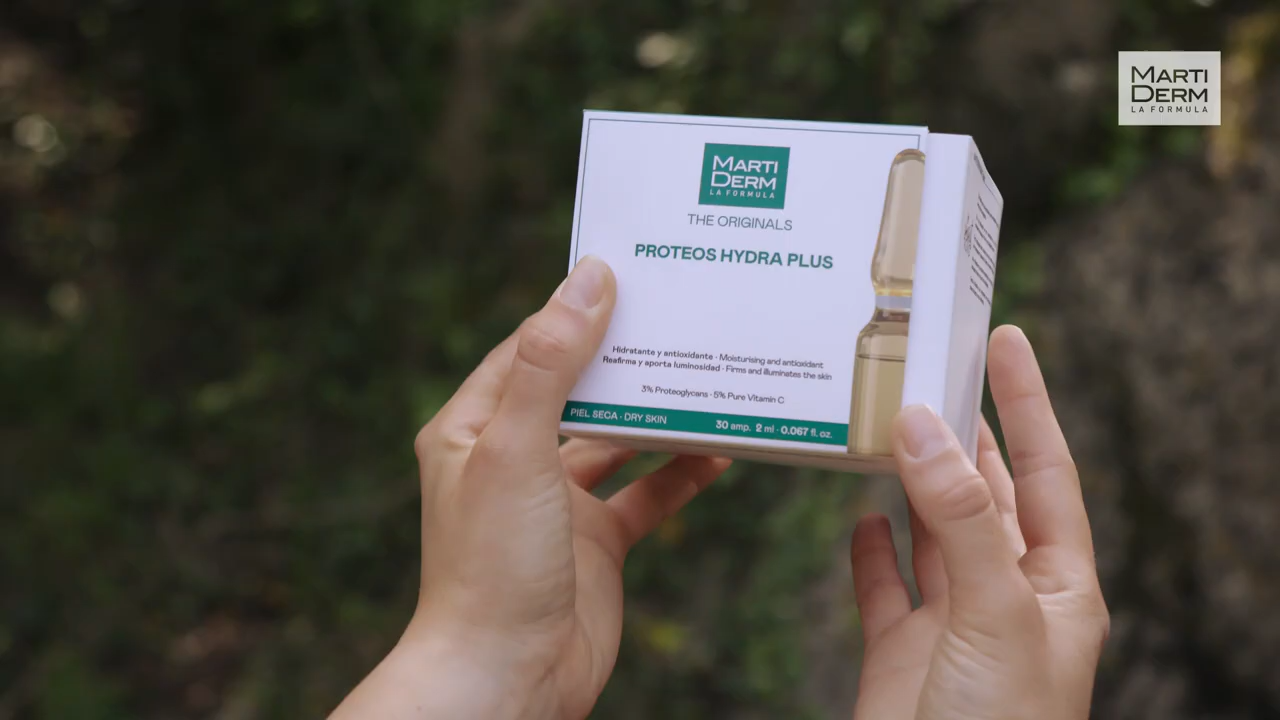 MARTI
DERM
LA FORMULA
MARTI
DERM
LA FORMULA
THE ORIGINALS
PROTEOS HYDRA PLUS
Hidratante y antioxidante · Moisturising and antioxidant
Reafirma y aporta luminosidad · Firms and illuminates the skin
3% Proteoglycans · 5% Pure Vitamin C
PIEL SECA · DRY SKIN
30 amp. 2 ml · 0.067 fl. oz.